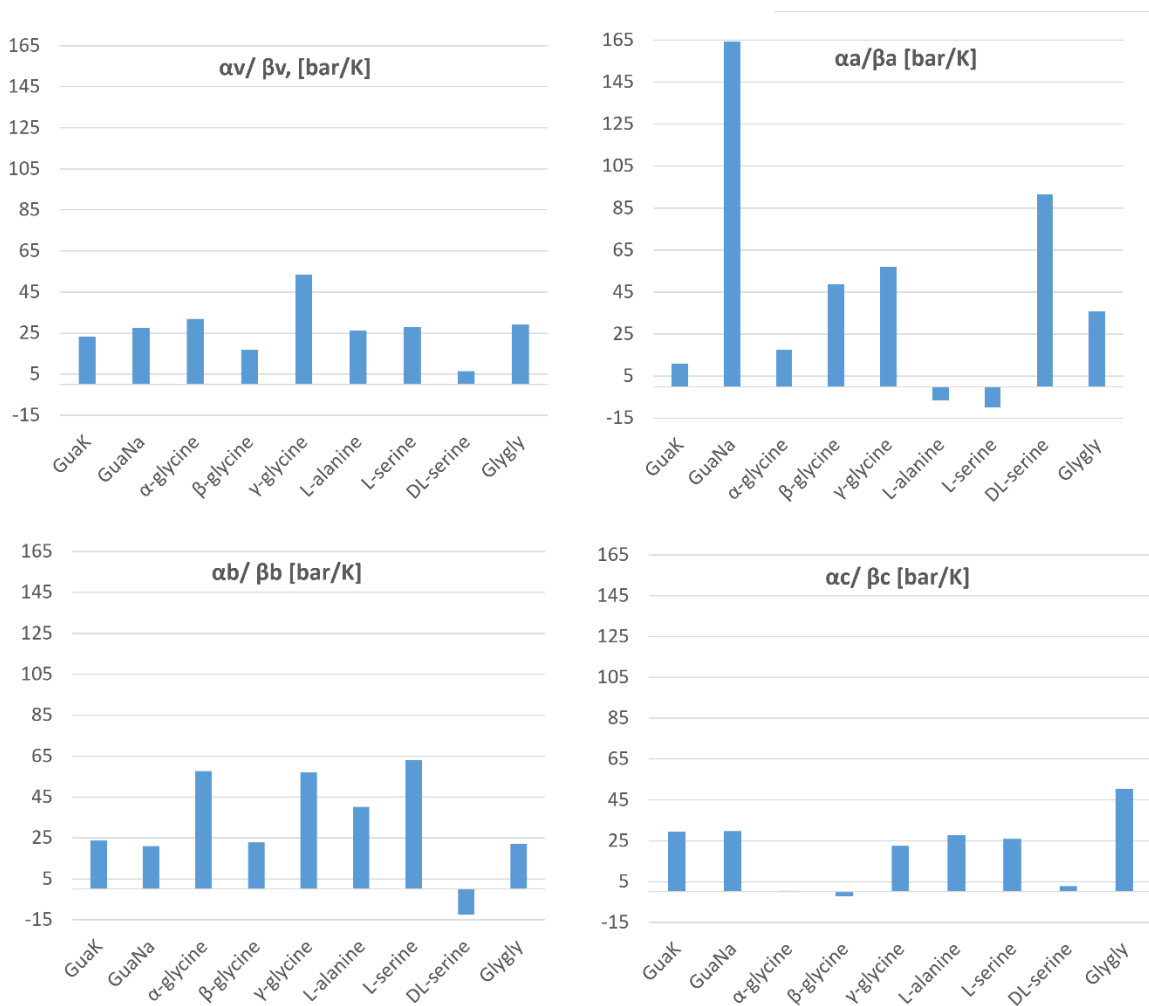 αv/ βv, [bar/K]
165
145
125
105
85
65
45
25
5
-15
GuaK
GuaNa
α-glycine
β-glycine
γ-glycine
L-alanine
L-serine
DL-serine
Glygly
αa/βa [bar/K]
165
145
125
105
85
65
45
25
5
-15
GuaK
GuaNa
α-glycine
β-glycine
γ-glycine
L-alanine
L-serine
DL-serine
Glygly
αb/ βb [bar/K]
165
145
125
105
85
65
45
25
5
-15
GuaK
GuaNa
α-glycine
β-glycine
γ-glycine
L-alanine
L-serine
DL-serine
Glygly
αc/ βc [bar/K]
165
145
125
105
85
65
45
25
5
-15
GuaK
GuaNa
α-glycine
β-glycine
γ-glycine
L-alanine
L-serine
DL-serine
Glygly